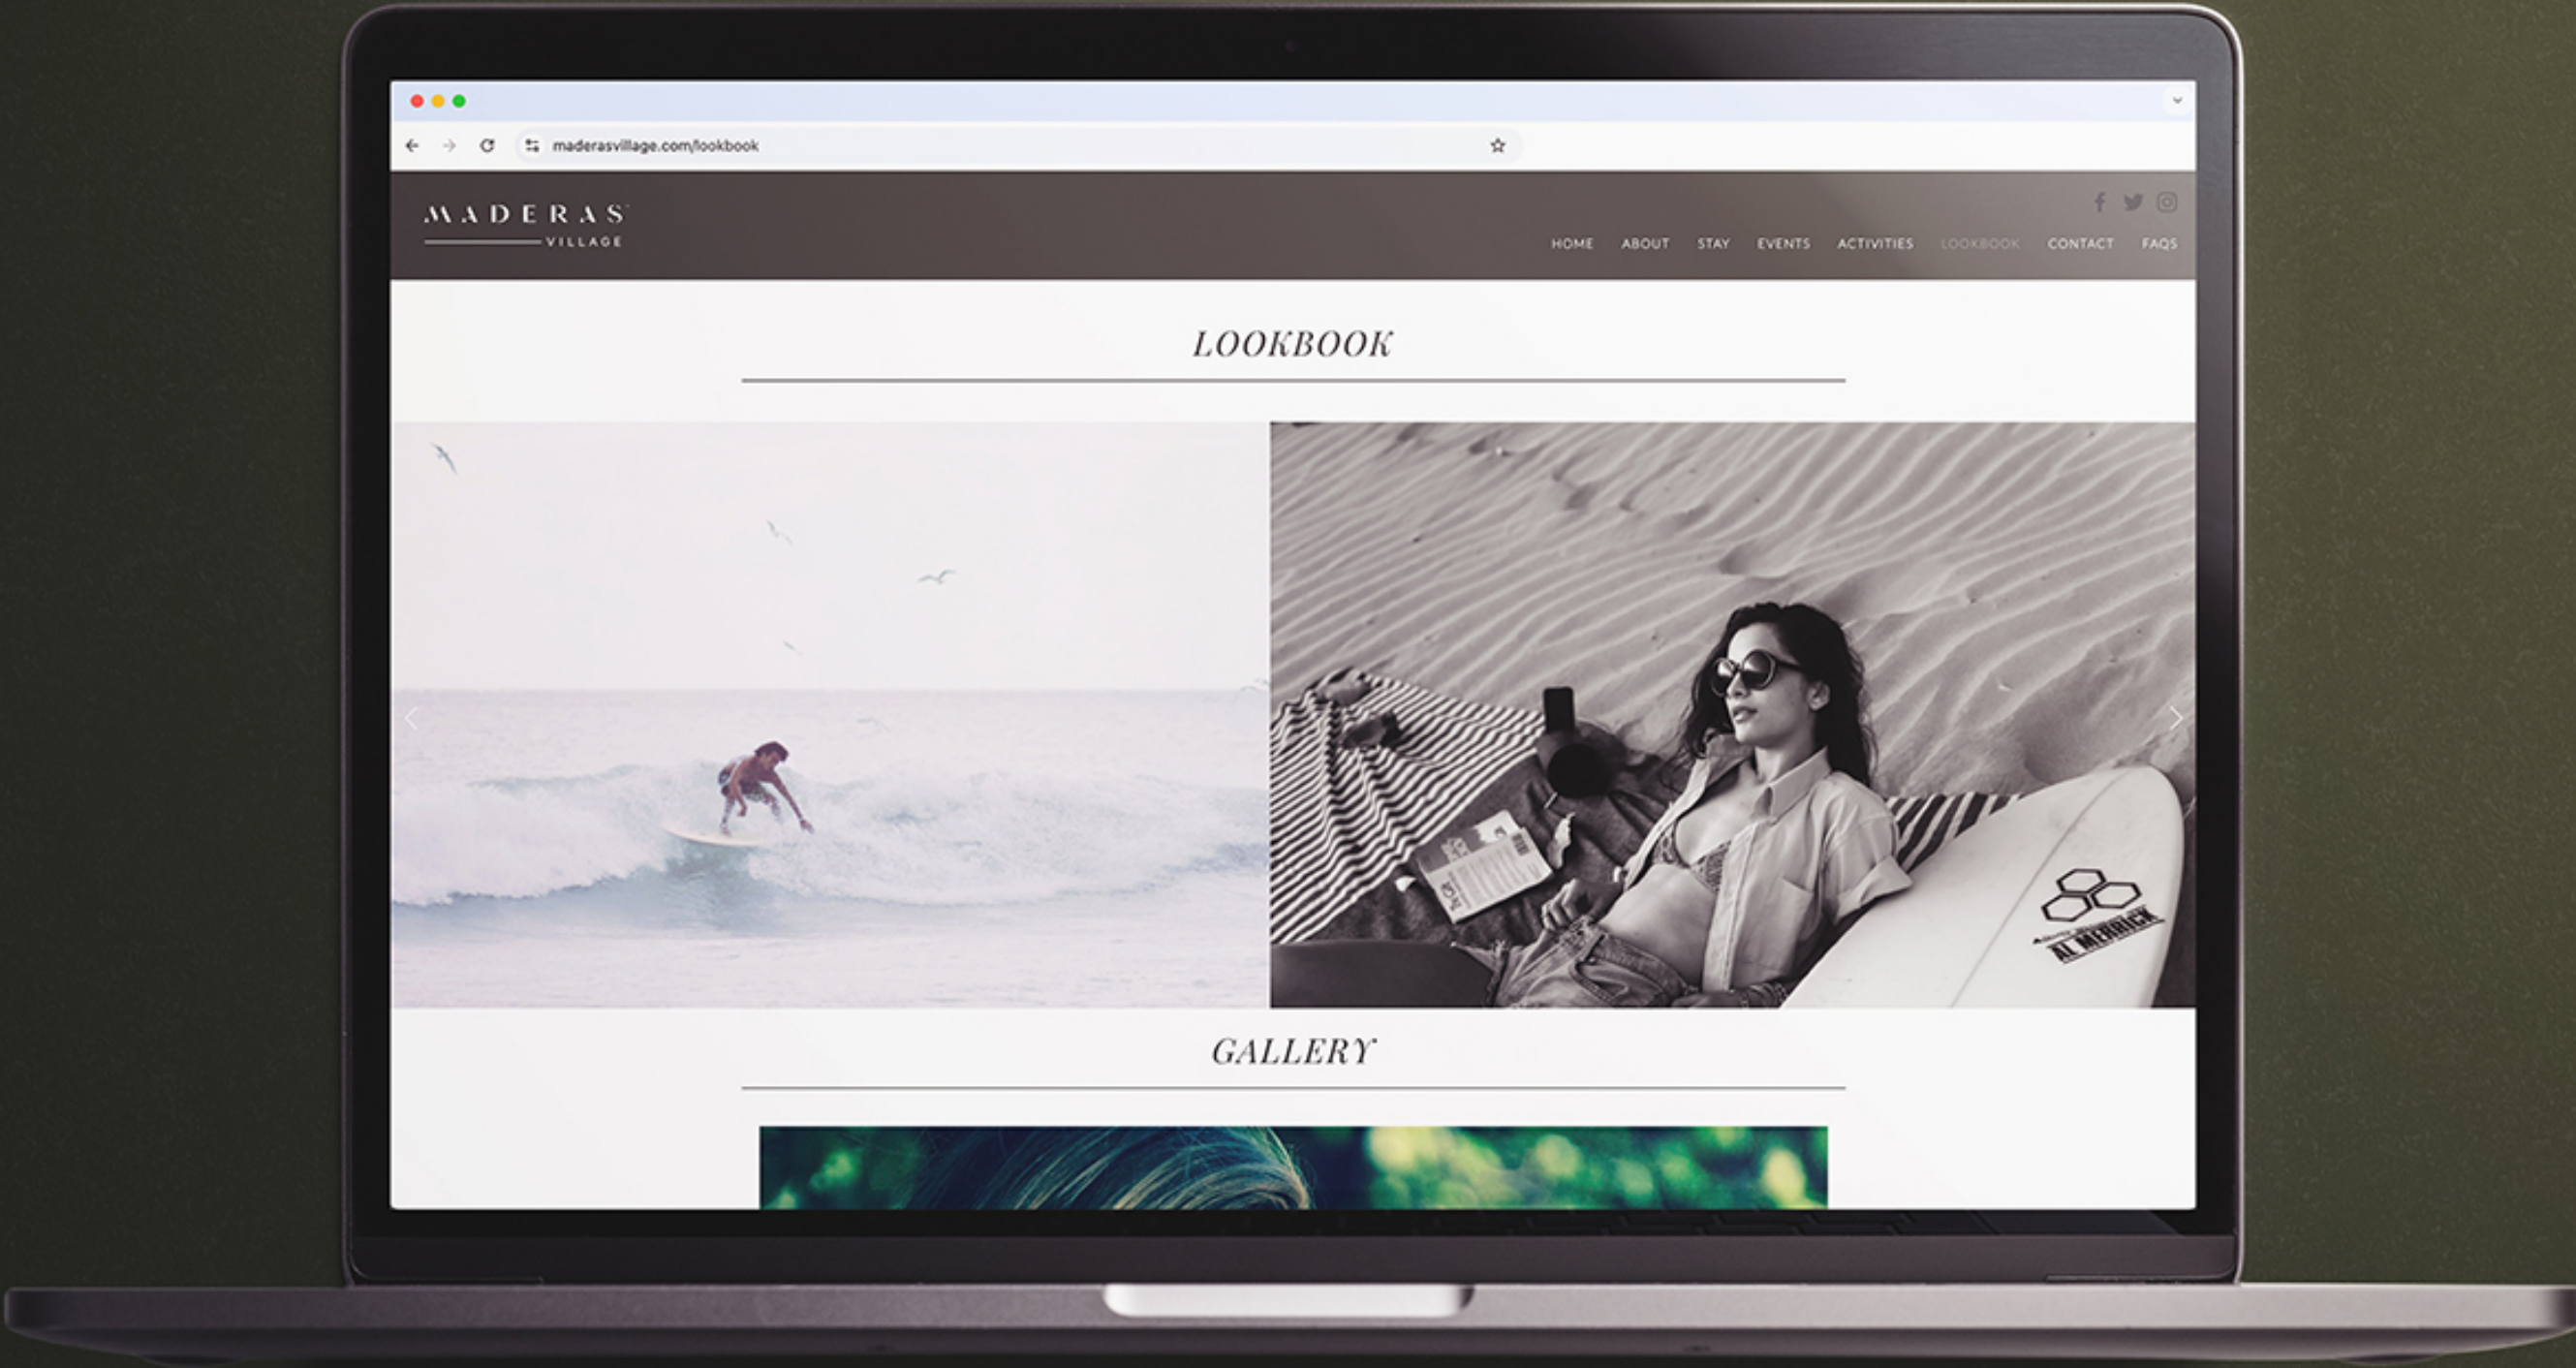 maderasvillage.com/lookbook
MADERAS
VILLAGE
HOME ABOUT STAY EVENTS ACTIVITIES LOOKBOOK CONTACT FAQS
LOOKBOOK
AL MERRICK
GALLERY